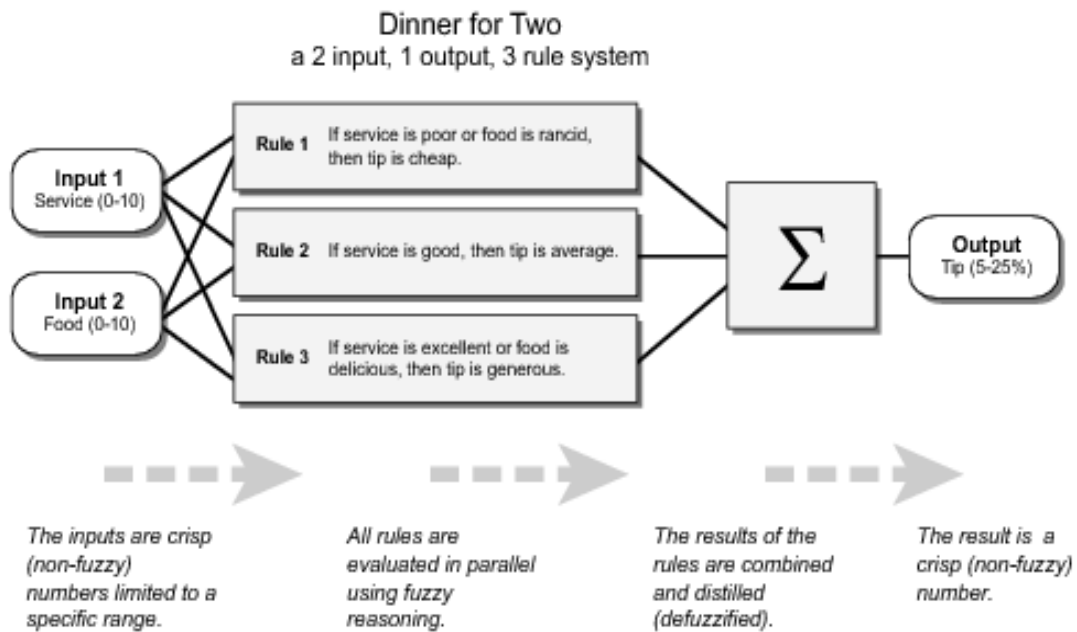 Dinner for Two
a 2 input, 1 output, 3 rule system
Input 1
Service (0-10)
Input 2
Food (0-10)
Rule 1 If service is poor or food is rancid,
then tip is cheap.
Rule 2 If service is good, then tip is average.
Rule 3 If service is excellent or food is
delicious, then tip is generous.
Σ
Output
Tip (5-25%)
The inputs are crisp
(non-fuzzy)
numbers limited to a
specific range.
All rules are
evaluated in parallel
using fuzzy
reasoning.
The results of the
rules are combined
and distilled
(defuzzified).
The result is a
crisp (non-fuzzy)
number.